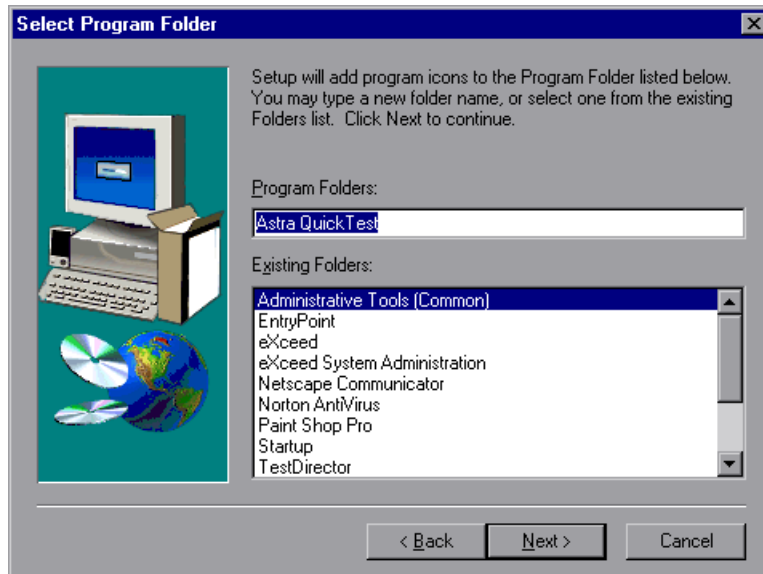 Select Program Folder
Setup will add program icons to the Program Folder listed below.
You may type a new folder name, or select one from the existing
Folders list. Click Next to continue.
Program Folders:
Astra QuickTest
Existing Folders:
Administrative Tools (Common)
EntryPoint
eXceed
eXceed System Administration
Netscape Communicator
Norton AntiVirus
Paint Shop Pro
Startup
TestDirector
< Back Next > Cancel